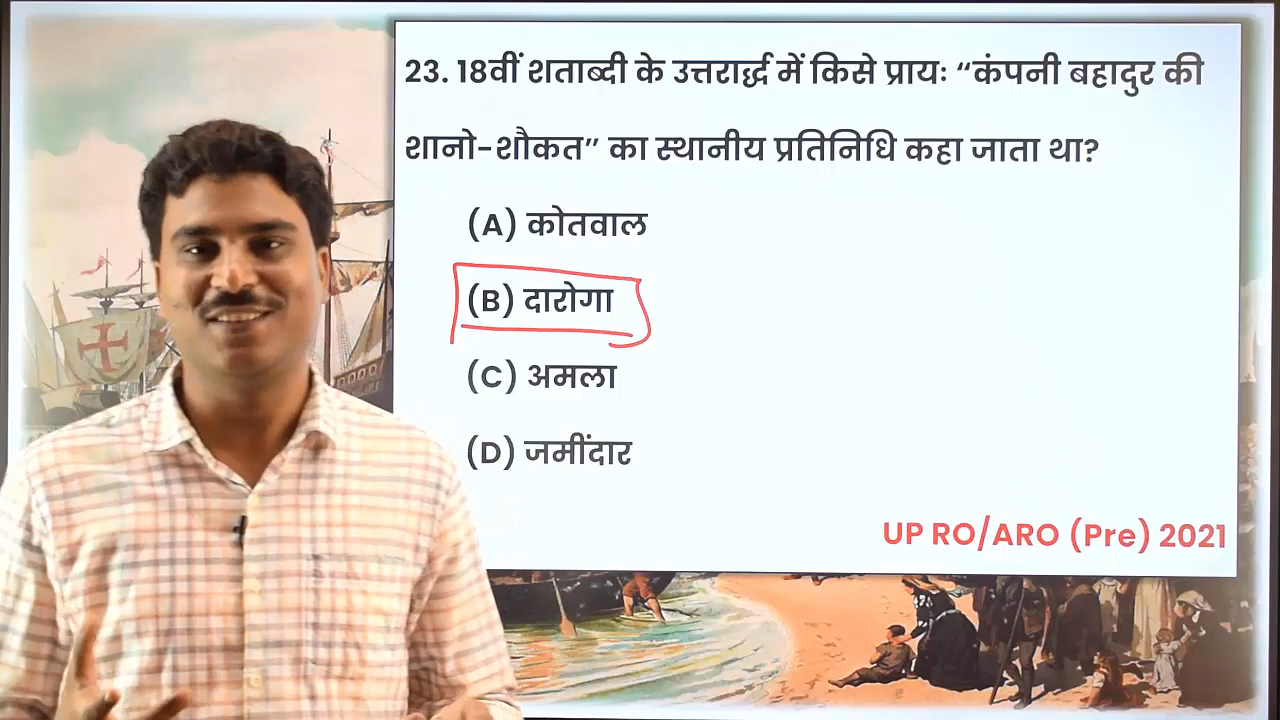 23. 18वीं शताब्दी के उत्तरार्द्ध में किसे प्रायः “कंपनी बहादुर की
शानो-शौकत” का स्थानीय प्रतिनिधि कहा जाता था?
(A) कोतवाल
(B) दारोगा
(C) अमला
(D) जमींदार
UP RO/ARO (Pre) 2021